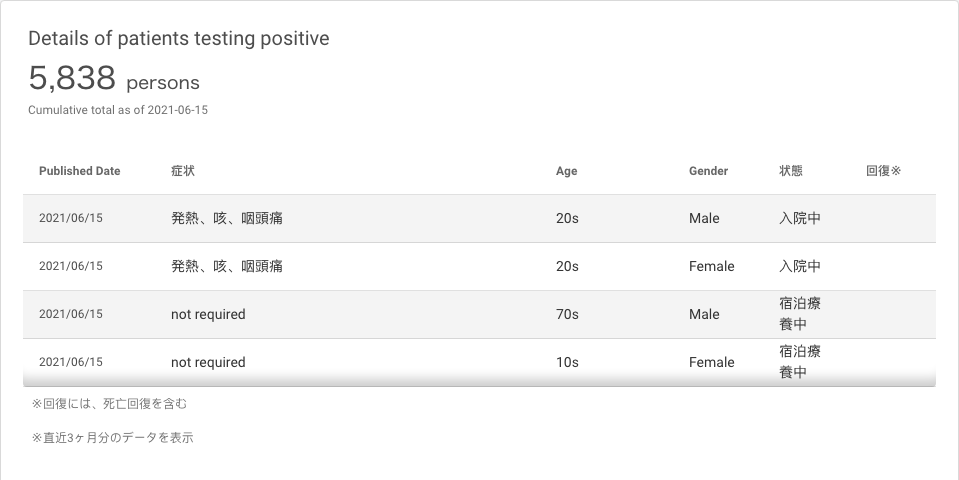 Details of patients testing positive
5,838 persons
Cumulative total as of 2021-06-15
Published Date 症状 Age Gender 状態 回復※
2021/06/15 発熱、咳、咽頭痛 20s Male 入院中
2021/06/15 発熱、咳、咽頭痛 20s Female 入院中
2021/06/15 not required 70s Male 宿泊療
養中
2021/06/15 not required 10s Female 宿泊療
養中
※回復には、死亡回復を含む
※直近3ヶ月分のデータを表示